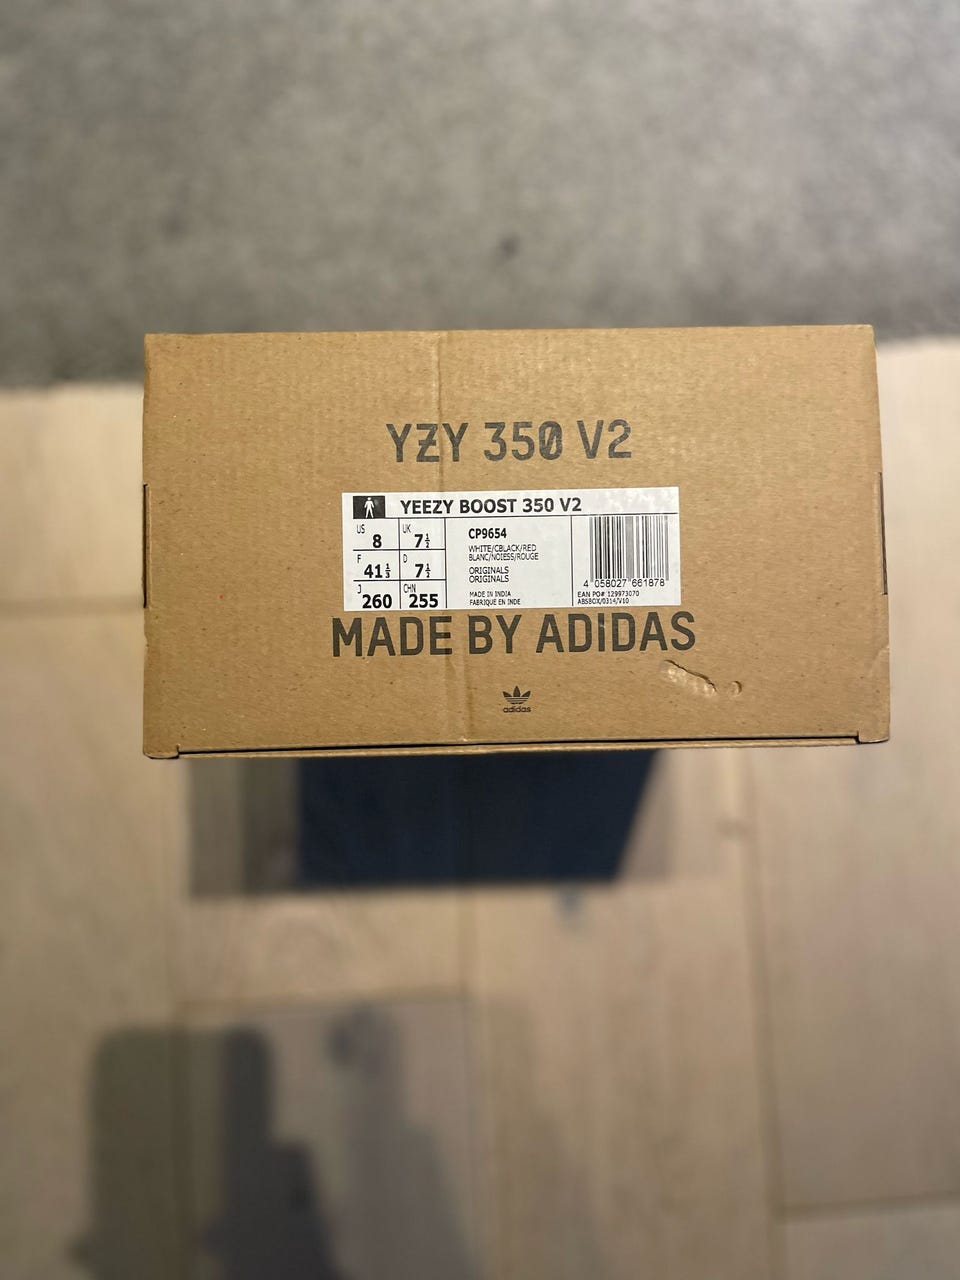 YZY 350 V2
YEEZY BOOST 350 V2
US 8 UK 7½
F 41⅓ D 7½
J 260 CHN 255
CP9654
WHITE/CBLACK/RED
BLANC/NOIESS/ROUGE
ORIGINALS
ORIGINALS
MADE IN INDIA
FABRIQUE EN INDE
4 058027 661878
EAN PO# 129973070
ABSBOX/0314/V10
MADE BY ADIDAS
adidas